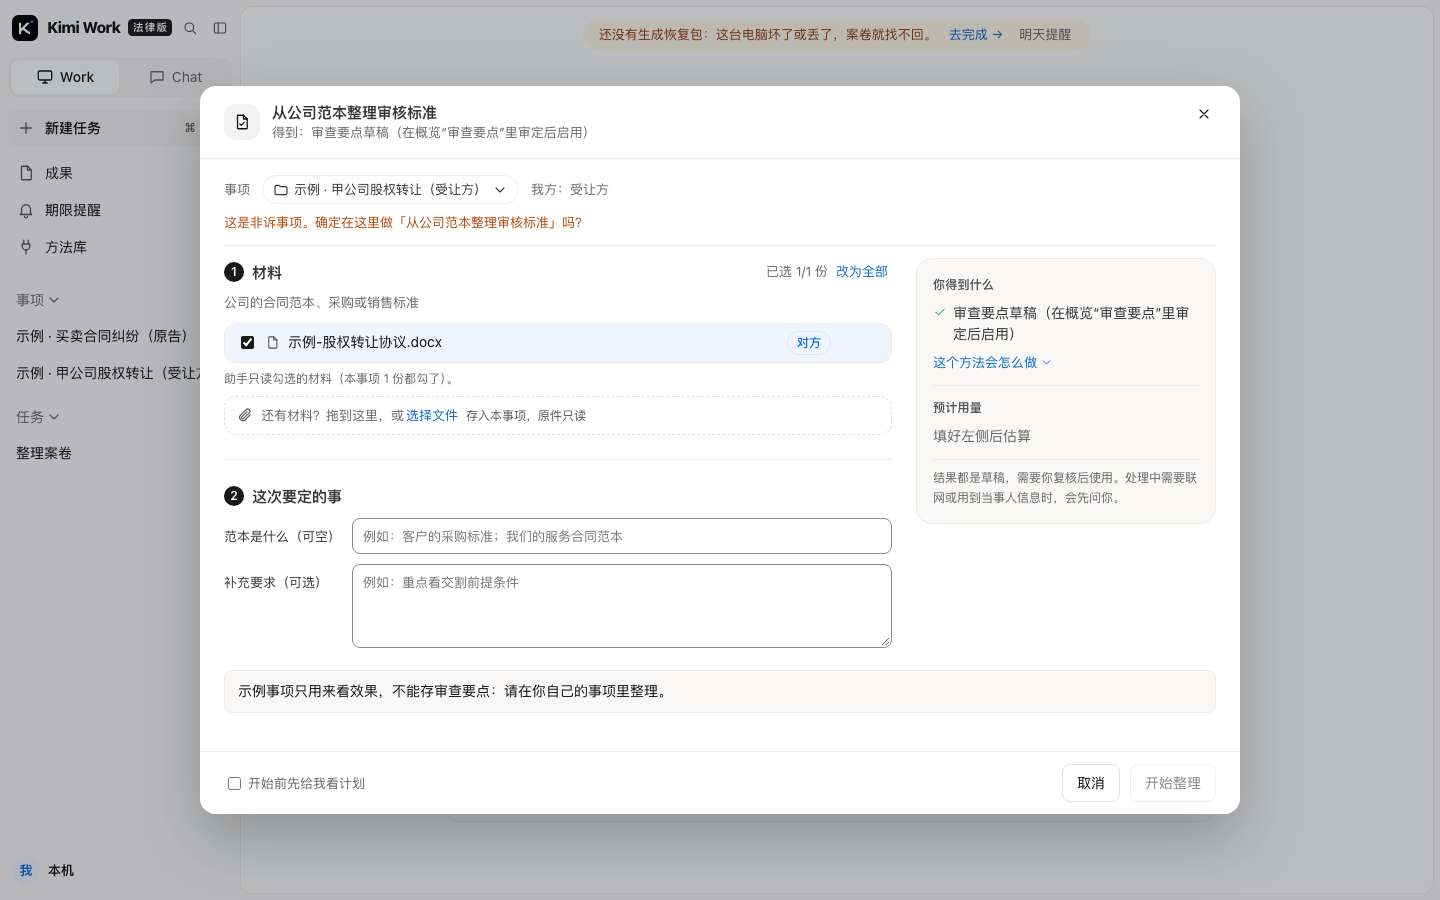 Kimi Work 法律版
还没有生成恢复包：这台电脑坏了或丢了，案卷就找不回。 去完成 → 明天提醒
Work Chat
新建任务 ⌘
成果
期限提醒
方法库
事项
示例 · 买卖合同纠纷（原告）
示例 · 甲公司股权转让（受让方
任务
整理案卷
我 本机
从公司范本整理审核标准
得到：审查要点草稿（在概览“审查要点”里审定后启用）
事项 示例 · 甲公司股权转让（受让方） 我方：受让方
这是非诉事项。确定在这里做「从公司范本整理审核标准」吗？
1 材料 已选 1/1 份 改为全部
公司的合同范本、采购或销售标准
示例-股权转让协议.docx 对方
助手只读勾选的材料（本事项 1 份都勾了）。
还有材料？拖到这里，或 选择文件 存入本事项，原件只读
2 这次要定的事
范本是什么（可空） 例如：客户的采购标准；我们的服务合同范本
补充要求（可选） 例如：重点看交割前提条件
你得到什么
审查要点草稿（在概览“审查要点”里审
定后启用）
这个方法会怎么做
预计用量
填好左侧后估算
结果都是草稿，需要你复核后使用。处理中需要联
网或用到当事人信息时，会先问你。
示例事项只用来看效果，不能存审查要点：请在你自己的事项里整理。
开始前先给我看计划 取消 开始整理